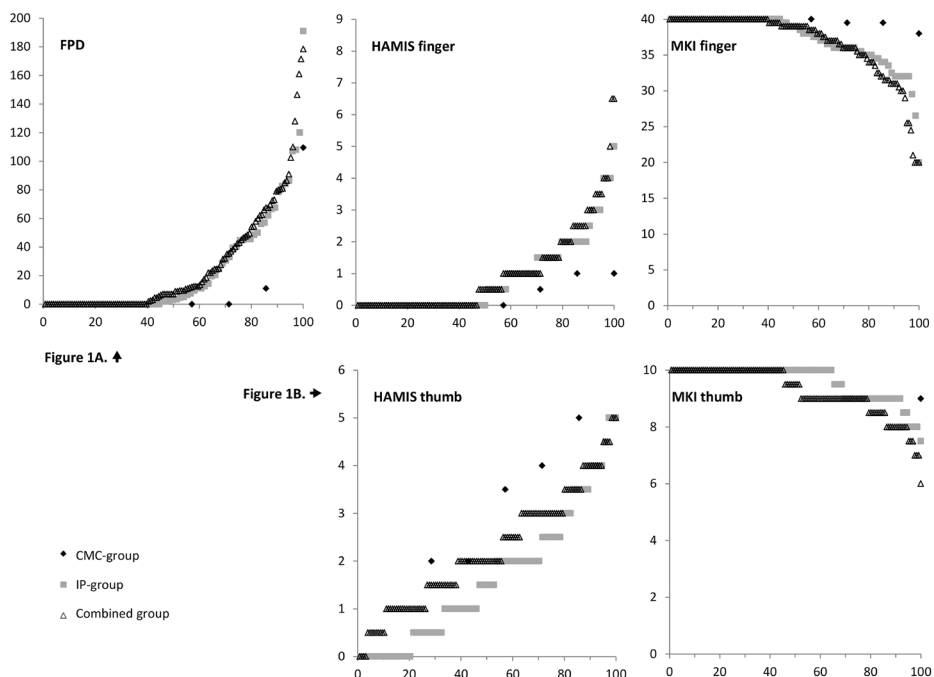 FPD
200
180
160
140
120
100
80
60
40
20
0
0 20 40 60 80 100
HAMIS finger
9
8
7
6
5
4
3
2
1
0
0 20 40 60 80 100
MKI finger
40
35
30
25
20
15
10
5
0
0 20 40 60 80 100
Figure 1A.
Figure 1B.
HAMIS thumb
6
5
4
3
2
1
0
0 20 40 60 80 100
MKI thumb
10
8
6
4
2
0
0 20 40 60 80 100
CMC-group
IP-group
Combined group